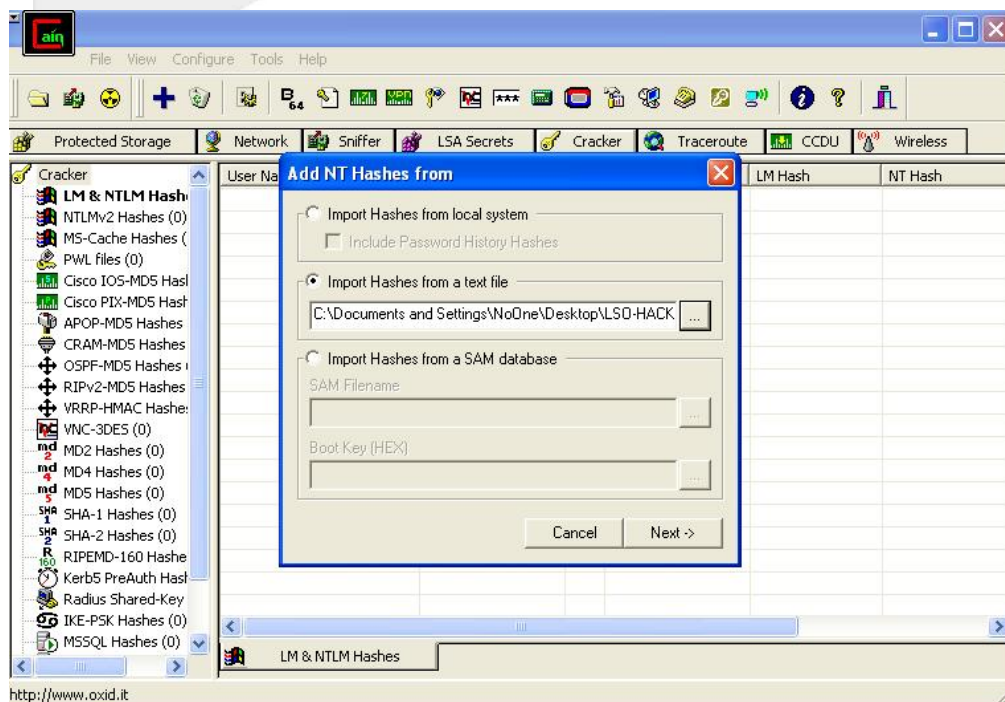 Cain
File View Configure Tools Help
B64
Protected Storage Network Sniffer LSA Secrets Cracker Traceroute CCDU Wireless
Cracker
LM & NTLM Hash
NTLMv2 Hashes (0)
MS-Cache Hashes (
PWL files (0)
Cisco IOS-MD5 Hasl
Cisco PIX-MD5 Hash
APOP-MD5 Hashes
CRAM-MD5 Hashes
OSPF-MD5 Hashes
RIPv2-MD5 Hashes
VRRP-HMAC Hashe
VNC-3DES (0)
MD2 Hashes (0)
MD4 Hashes (0)
MD5 Hashes (0)
SHA-1 Hashes (0)
SHA-2 Hashes (0)
RIPEMD-160 Hashe
Kerb5 PreAuth Hash
Radius Shared-Key
IKE-PSK Hashes (0)
MSSQL Hashes (0)
User Na LM Hash NT Hash
Add NT Hashes from
Import Hashes from local system
Include Password History Hashes
Import Hashes from a text file
C:\Documents and Settings\NoOne\Desktop\LSO-HACK ...
Import Hashes from a SAM database
SAM Filename
...
Boot Key (HEX)
...
Cancel Next ->
LM & NTLM Hashes
http://www.oxid.it